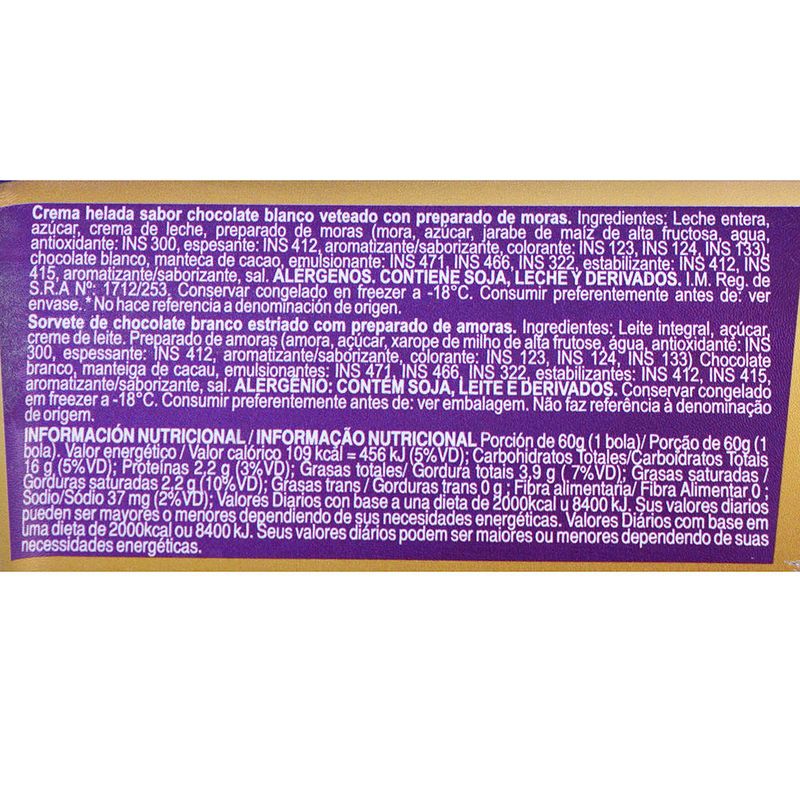 Crema helada sabor chocolate blanco veteado con preparado de moras. Ingredientes: Leche entera,
azúcar, crema de leche, preparado de moras (mora, azúcar, jarabe de maíz de alta fructosa, agua,
antioxidante: INS 300, espesante: INS 412, aromatizante/saborizante, colorante: INS 123, INS 124, INS 133)
chocolate blanco, manteca de cacao, emulsionante: INS 471, INS 466, INS 322, estabilizante: INS 412, INS
415, aromatizante/saborizante, sal. ALÉRGENOS. CONTIENE SOJA, LECHE Y DERIVADOS. I.M. Reg. de
S.R.A Nº: 1712/253. Conservar congelado en freezer a -18°C. Consumir preferentemente antes de: ver
envase. *No hace referencia a denominación de origen.
Sorvete de chocolate branco estriado com preparado de amoras. Ingredientes: Leite integral, açúcar,
creme de leite. Preparado de amoras (amora, açúcar, xarope de milho de alta frutose, água, antioxidante: INS
300, espessante: INS 412, aromatizante/saborizante, colorante: INS 123, INS 124, INS 133) Chocolate
branco, manteiga de cacau, emulsionantes: INS 471, INS 466, INS 322, estabilizantes: INS 412, INS 415,
aromatizante/saborizante, sal. ALERGÊNIO: CONTÉM SOJA, LEITE E DERIVADOS. Conservar congelado
em freezer a -18°C. Consumir preferentemente antes de: ver embalagem. Não faz referência à denominação
de origem.
INFORMACIÓN NUTRICIONAL / INFORMAÇÃO NUTRICIONAL Porción de 60g (1 bola)/ Porção de 60g (1
bola). Valor energético / Valor calórico 109 kcal = 456 kJ (5%VD); Carbohidratos Totales/Carboidratos Totais
16 g (5%VD); Proteínas 2,2 g (3%VD); Grasas totales/ Gordura totais 3,9 g ( 7%VD); Grasas saturadas /
Gorduras saturadas 2,2 g (10%VD); Grasas trans / Gorduras trans 0 g ; Fibra alimentaria/ Fibra Alimentar 0 ;
Sodio/Sódio 37 mg (2%VD); Valores Diarios con base a una dieta de 2000kcal u 8400 kJ. Sus valores diarios
pueden ser mayores o menores dependiendo de sus necesidades energéticas. Valores Diários com base em
uma dieta de 2000kcal ou 8400 kJ. Seus valores diários podem ser maiores ou menores dependendo de suas
necessidades energéticas.